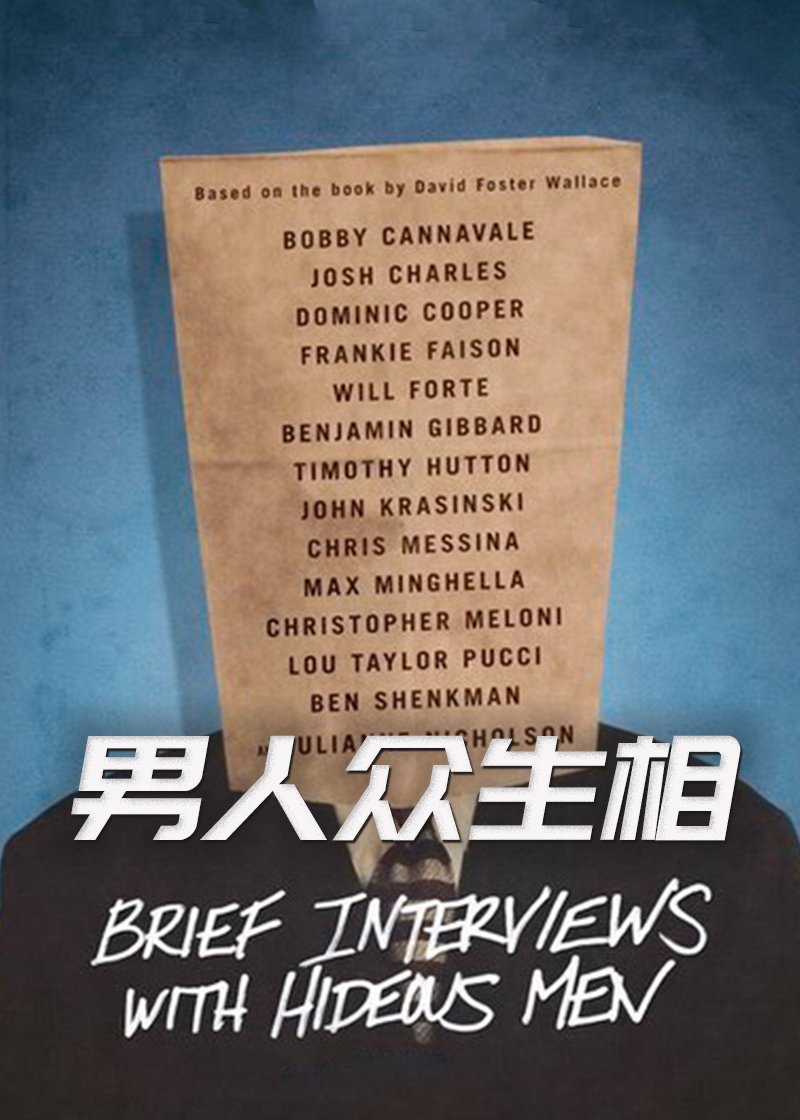 Based on the book by David Foster Wallace
BOBBY CANNAVALE
JOSH CHARLES
DOMINIC COOPER
FRANKIE FAISON
WILL FORTE
BENJAMIN GIBBARD
TIMOTHY HUTTON
JOHN KRASINSKI
CHRIS MESSINA
MAX MINGHELLA
CHRISTOPHER MELONI
LOU TAYLOR PUCCI
BEN SHENKMAN
NICHOLSON
男人众生相
BRIEF INTERVIEWS
WITH HIDEOUS MEN